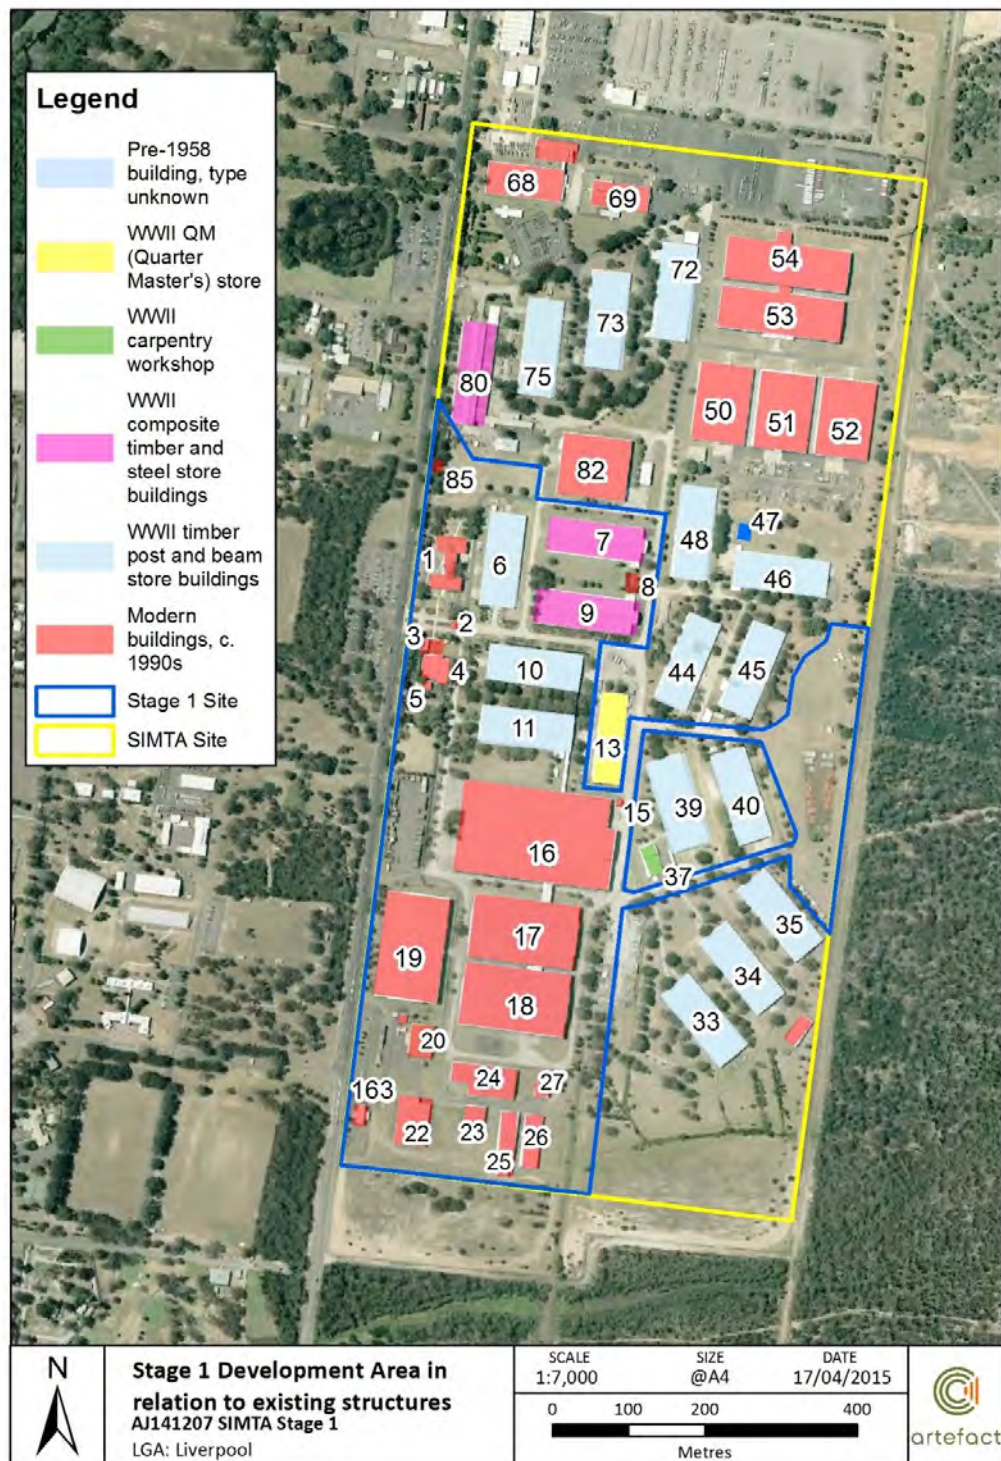 Legend
Pre-1958
building, type
unknown
WWII QM
(Quarter
Master's) store
WWII
carpentry
workshop
WWII
composite
timber and
steel store
buildings
WWII timber
post and beam
store buildings
Modern
buildings, c.
1990s
Stage 1 Site
SIMTA Site
68
69
72
54
73
53
75
80
50
51
52
82
85
47
48
7
1
6
46
8
9
2
3
44
45
4
10
5
11
13
39
40
15
16
37
35
17
19
34
18
33
20
24
27
163
22
23
26
25
N
Stage 1 Development Area in
relation to existing structures
AJ141207 SIMTA Stage 1
LGA: Liverpool
SCALE
1:7,000
SIZE
@A4
DATE
17/04/2015
0 100 200 400
Metres
artefact